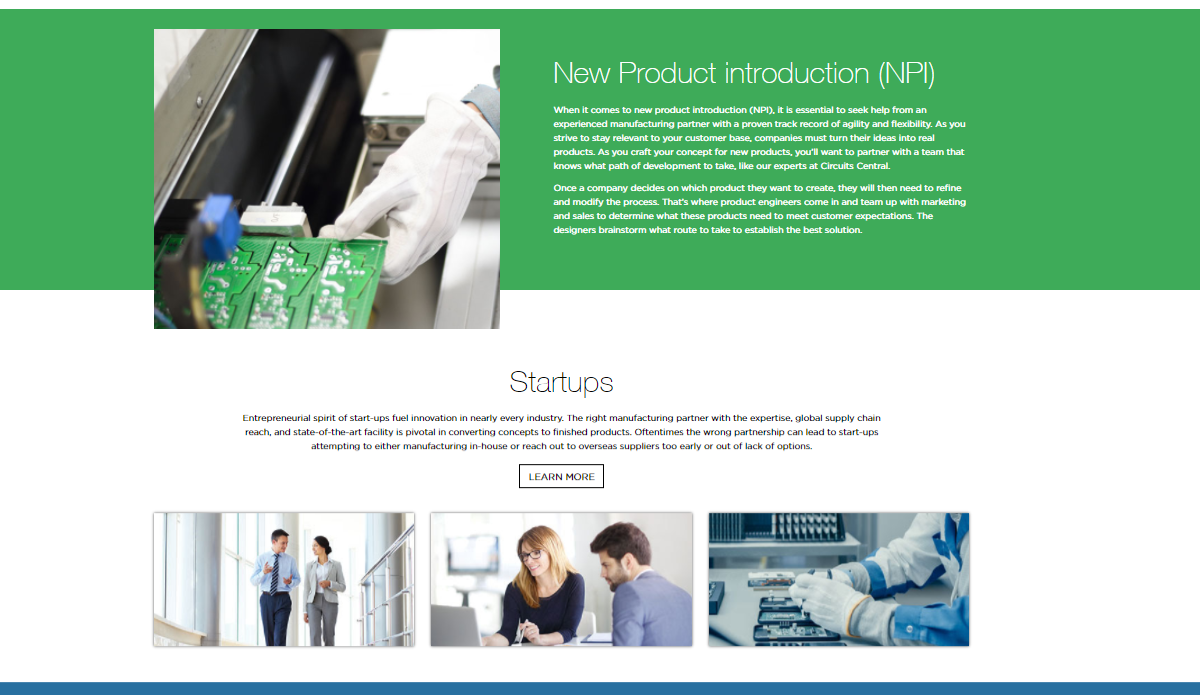 New Product introduction (NPI)
When it comes to new product introduction (NPI), it is essential to seek help from an
experienced manufacturing partner with a proven track record of agility and flexibility. As you
strive to stay relevant to your customer base, companies must turn their ideas into real
products. As you craft your concept for new products, you'll want to partner with a team that
knows what path of development to take, like our experts at Circuits Central.
Once a company decides on which product they want to create, they will then need to refine
and modify the process. That's where product engineers come in and team up with marketing
and sales to determine what these products need to meet customer expectations. The
designers brainstorm what route to take to establish the best solution.
Startups
Entrepreneurial spirit of start-ups fuel innovation in nearly every industry. The right manufacturing partner with the expertise, global supply chain
reach, and state-of-the-art facility is pivotal in converting concepts to finished products. Oftentimes the wrong partnership can lead to start-ups
attempting to either manufacturing in-house or reach out to overseas suppliers too early or out of lack of options.
LEARN MORE